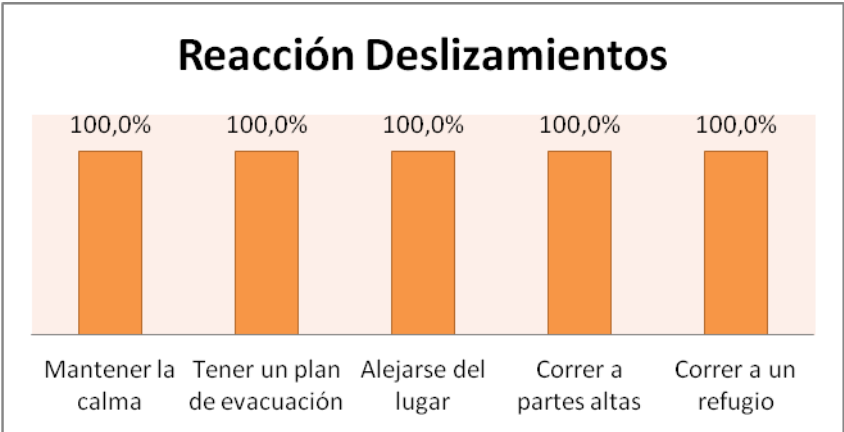 Reacción Deslizamientos
100,0% 100,0% 100,0% 100,0% 100,0%
Mantener la calma
Tener un plan de evacuación
Alejarse del lugar
Correr a partes altas
Correr a un refugio